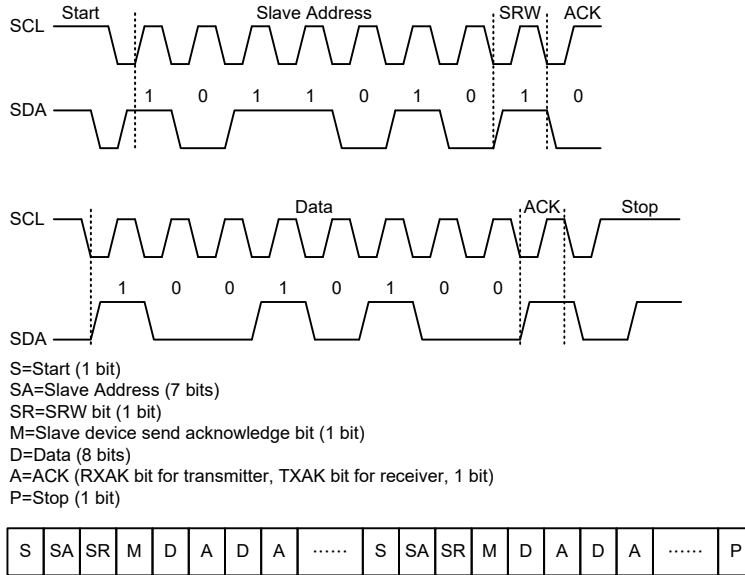 Start Slave Address SRW ACK
SCL
1 0 1 1 0 1 0 1 0
SDA
Data ACK Stop
SCL
1 0 0 1 0 1 0 0
SDA
S=Start (1 bit)
SA=Slave Address (7 bits)
SR=SRW bit (1 bit)
M=Slave device send acknowledge bit (1 bit)
D=Data (8 bits)
A=ACK (RXAK bit for transmitter, TXAK bit for receiver, 1 bit)
P=Stop (1 bit)
S SA SR M D A D A ...... S SA SR M D A D A ...... P